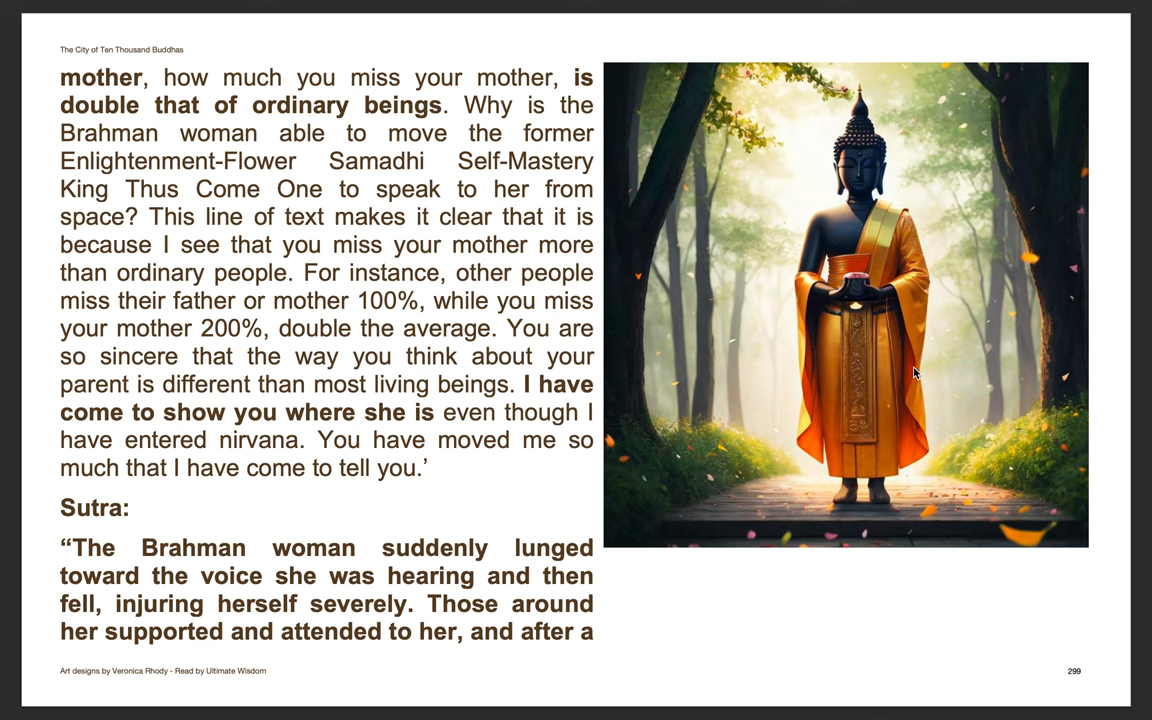 The City of Ten Thousand Buddhas
mother, how much you miss your mother, is
double that of ordinary beings. Why is the
Brahman woman able to move the former
Enlightenment-Flower Samadhi Self-Mastery
King Thus Come One to speak to her from
space? This line of text makes it clear that it is
because I see that you miss your mother more
than ordinary people. For instance, other people
miss their father or mother 100%, while you miss
your mother 200%, double the average. You are
so sincere that the way you think about your
parent is different than most living beings. I have
come to show you where she is even though I
have entered nirvana. You have moved me so
much that I have come to tell you.’
Sutra:
“The Brahman woman suddenly lunged
toward the voice she was hearing and then
fell, injuring herself severely. Those around
her supported and attended to her, and after a
Art designs by Veronica Rhody - Read by Ultimate Wisdom
299